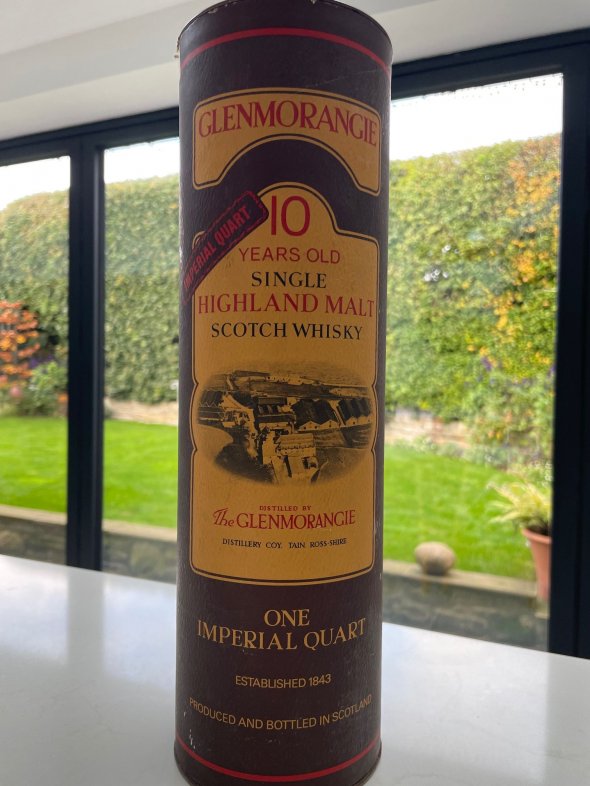 GLENMORANGIE
IMPERIAL QUART
10
YEARS OLD
SINGLE
HIGHLAND MALT
SCOTCH WHISKY
DISTILLED BY
The GLENMORANGIE
DISTILLERY COY. TAIN ROSS-SHIRE
ONE
IMPERIAL QUART
ESTABLISHED 1843
PRODUCED AND BOTTLED IN SCOTLAND